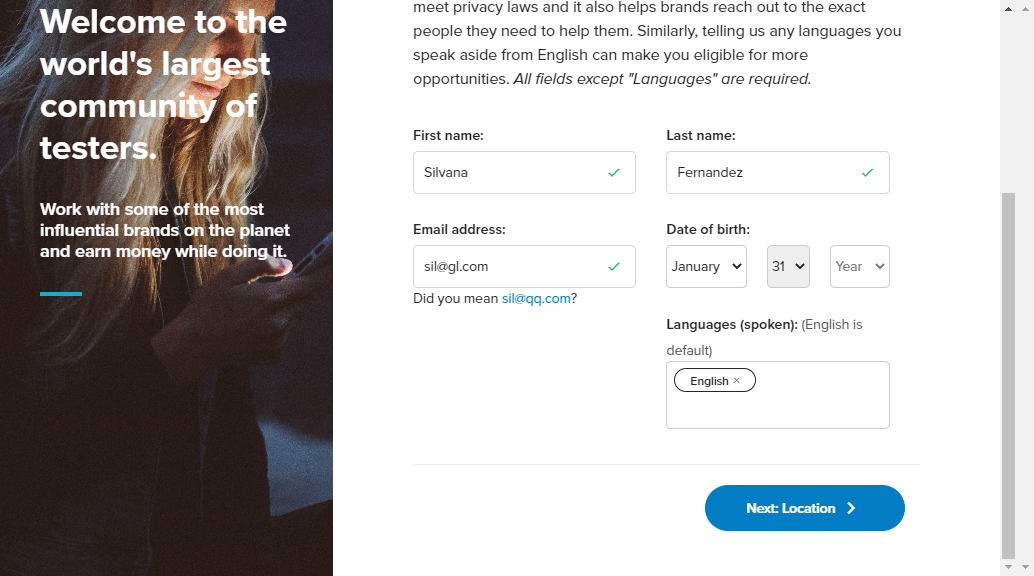 Welcome to the
world's largest
community of
testers.
Work with some of the most
influential brands on the planet
and earn money while doing it.
meet privacy laws and it also helps brands reach out to the exact
people they need to help them. Similarly, telling us any languages you
speak aside from English can make you eligible for more
opportunities. All fields except "Languages" are required.
First name:
Last name:
Silvana
Fernandez
Email address:
Date of birth:
sil@gl.com
January
31
Year
Did you mean sil@qq.com?
Languages (spoken): (English is
default)
English ×
Next: Location